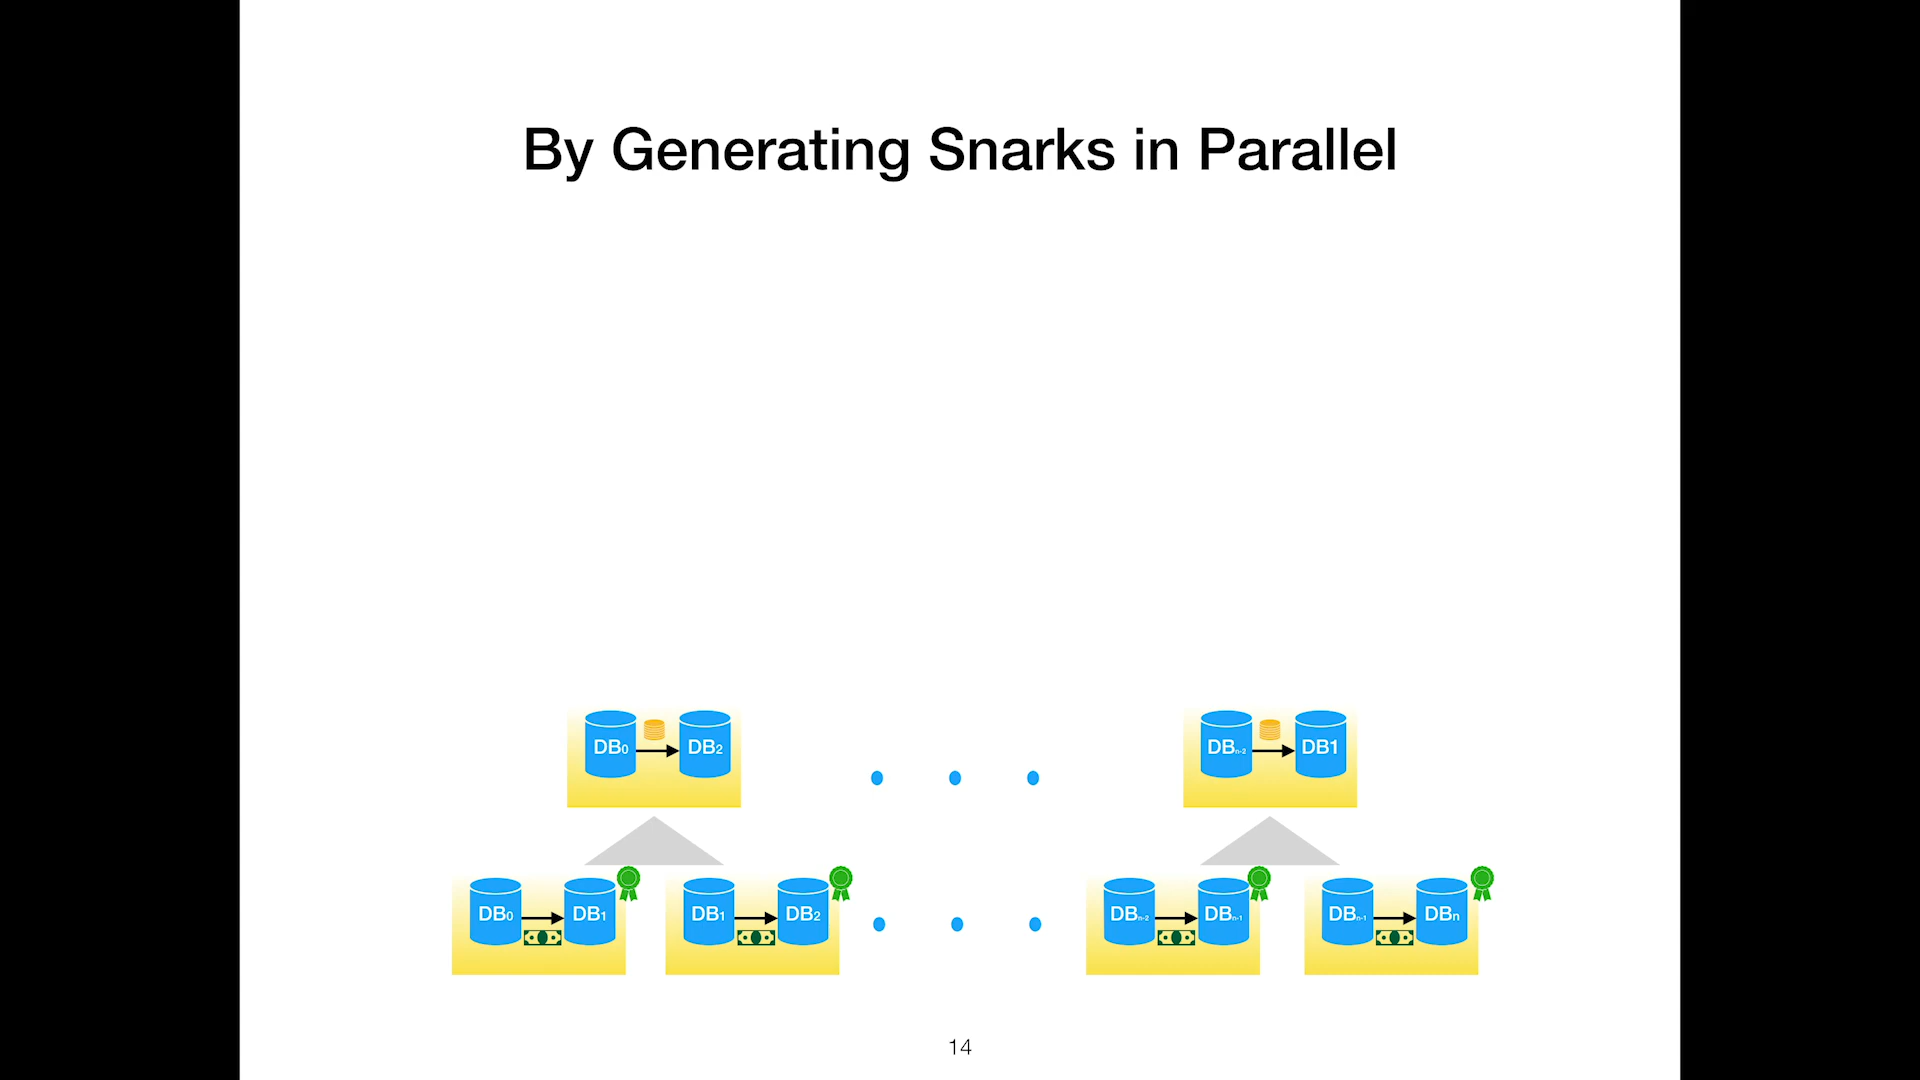 By Generating Snarks in Parallel
DB₀ DB₂ DBₙ₋₂ DB1
DB₀ DB₁ DB₁ DB₂ DBₙ₋₂ DBₙ₋₁ DBₙ₋₁ DBn
14